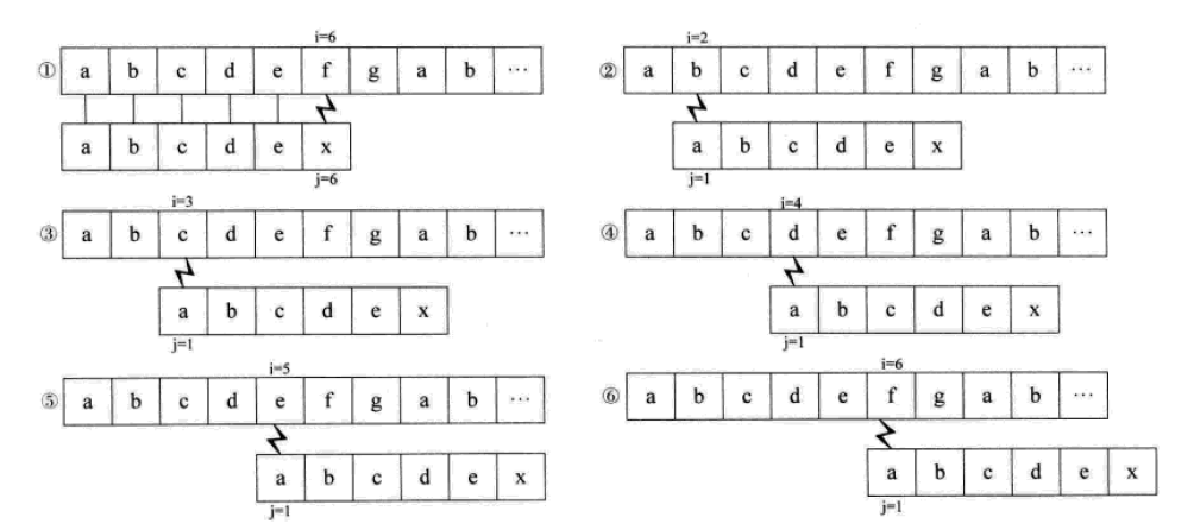 i=6
① a b c d e f g a b ···
a b c d e x
j=6
i=2
② a b c d e f g a b ···
a b c d e x
j=1
i=3
③ a b c d e f g a b ···
a b c d e x
j=1
i=4
④ a b c d e f g a b ···
a b c d e x
j=1
i=5
⑤ a b c d e f g a b ···
a b c d e x
j=1
i=6
⑥ a b c d e f g a b ···
a b c d e x
j=1